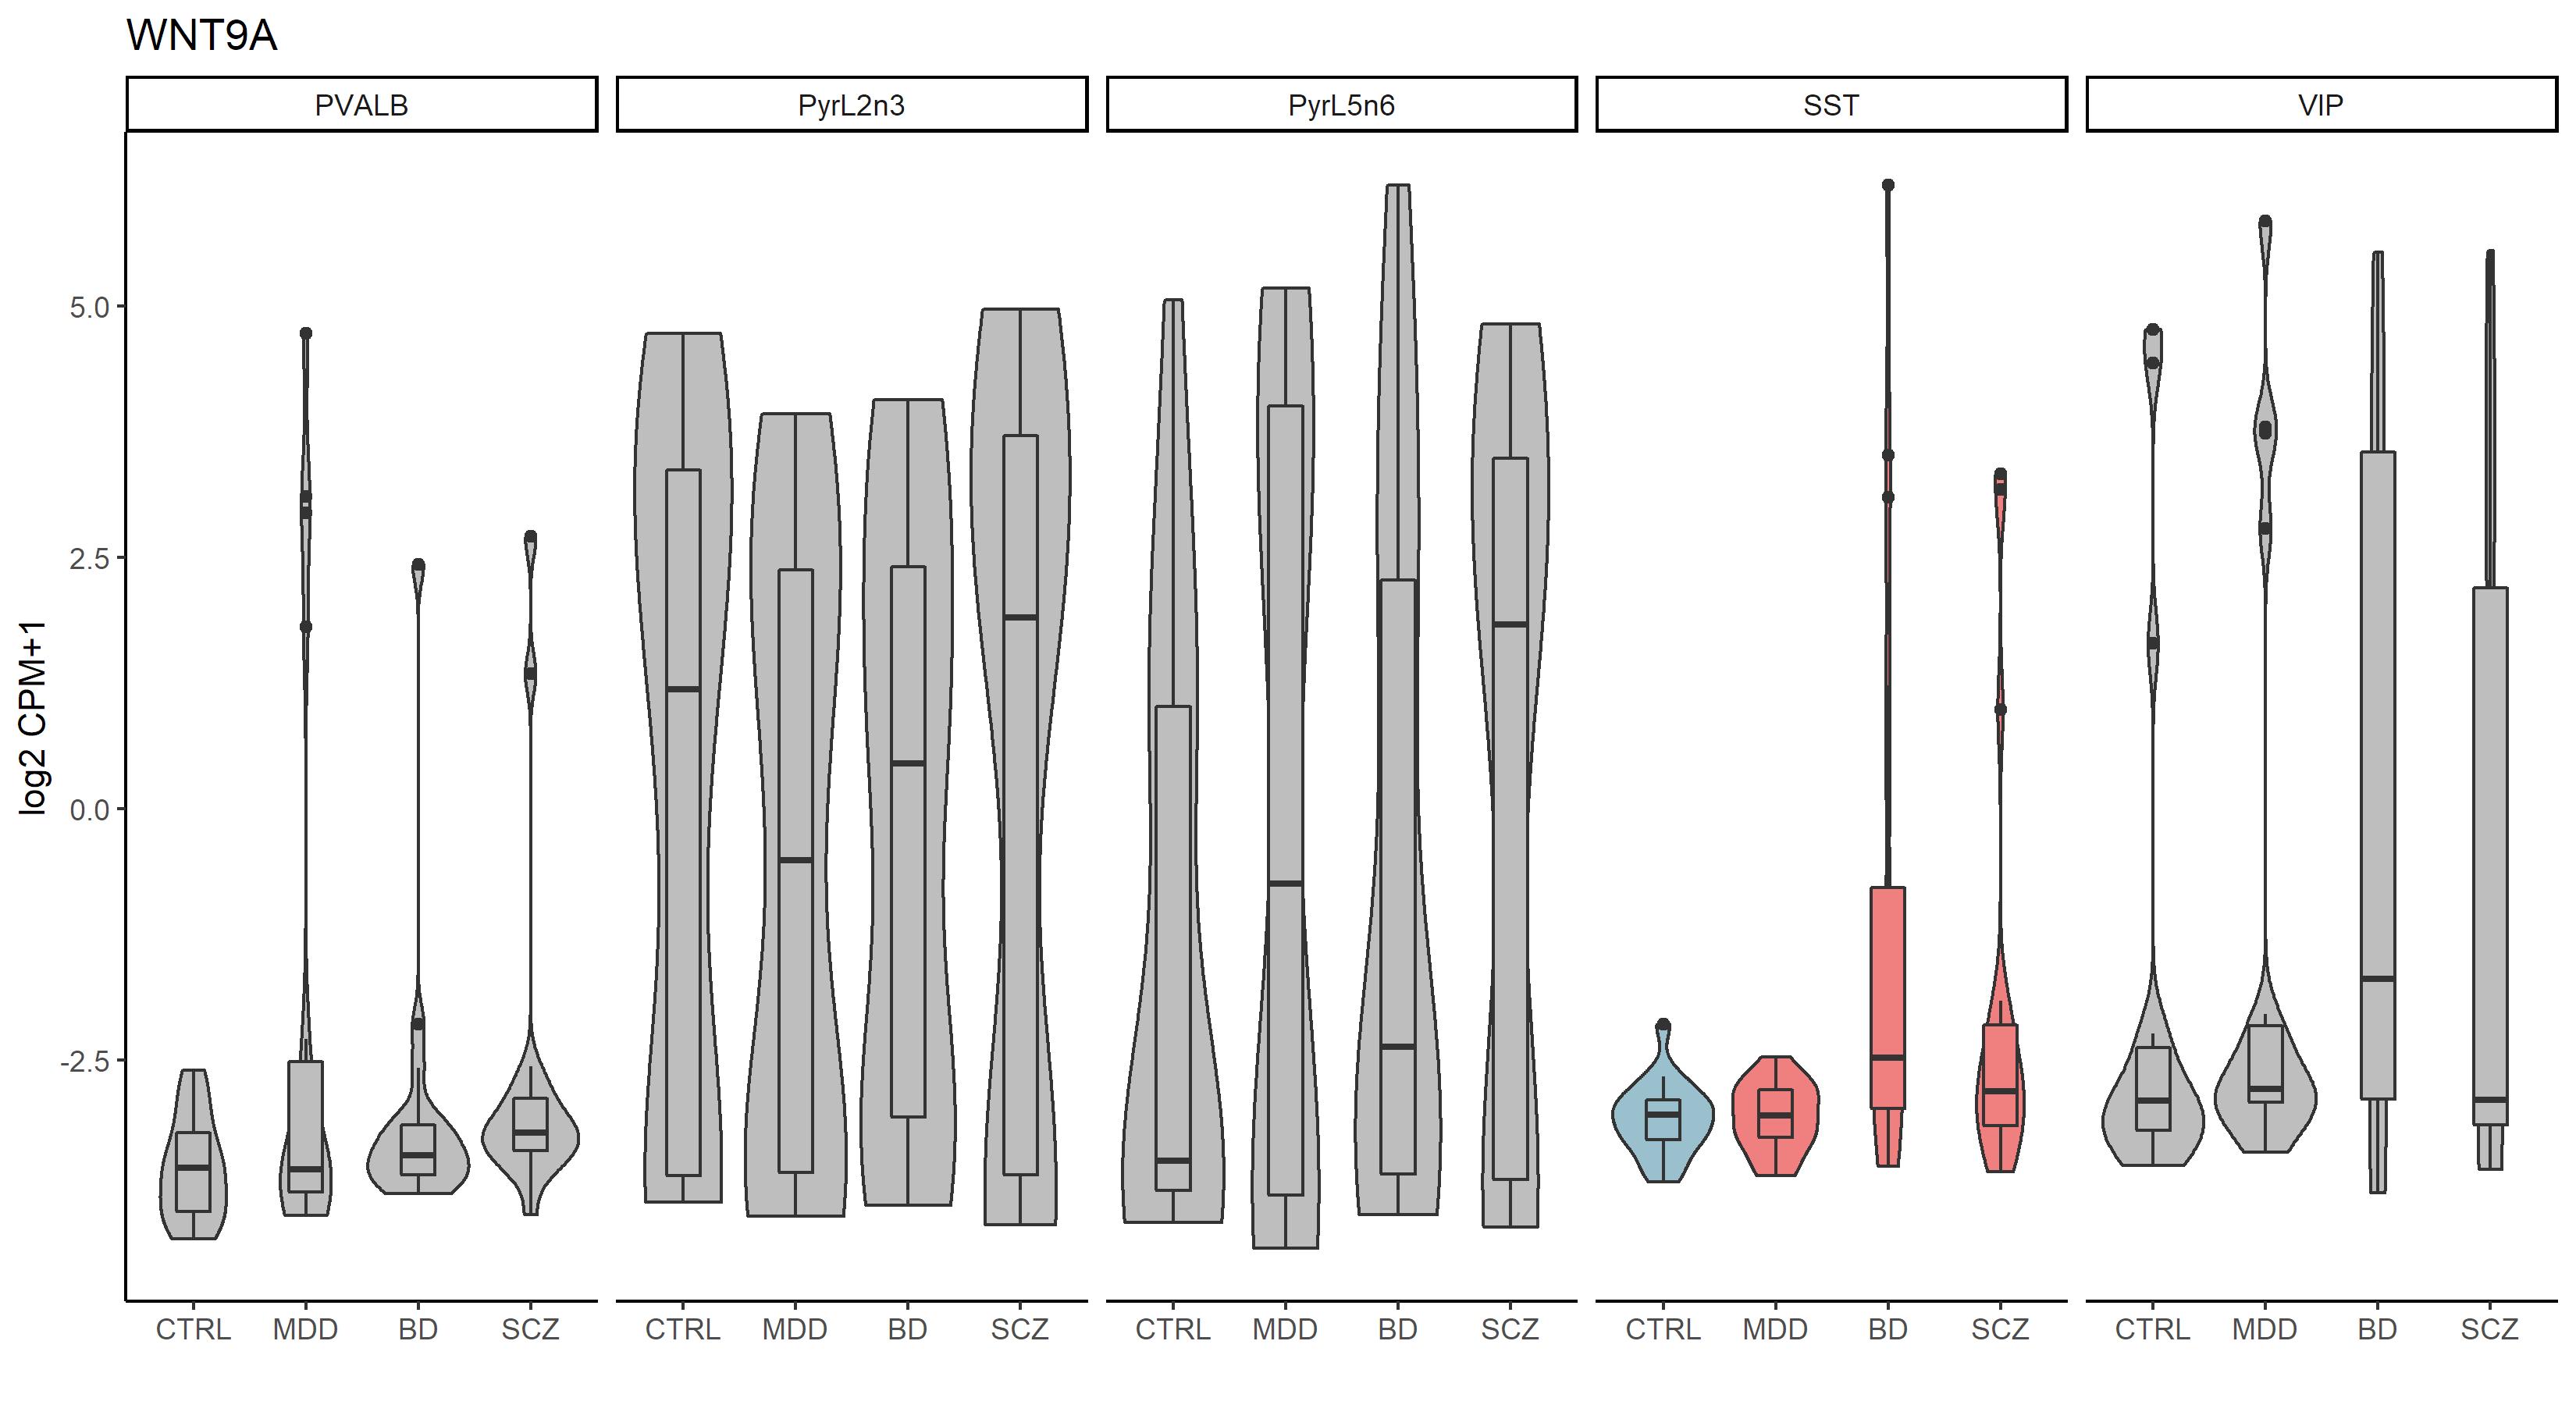 WNT9A
PVALB PyrL2n3 PyrL5n6 SST VIP
log2 CPM+1
5.0
2.5
0.0
-2.5
CTRL MDD BD SCZ CTRL MDD BD SCZ CTRL MDD BD SCZ CTRL MDD BD SCZ CTRL MDD BD SCZ